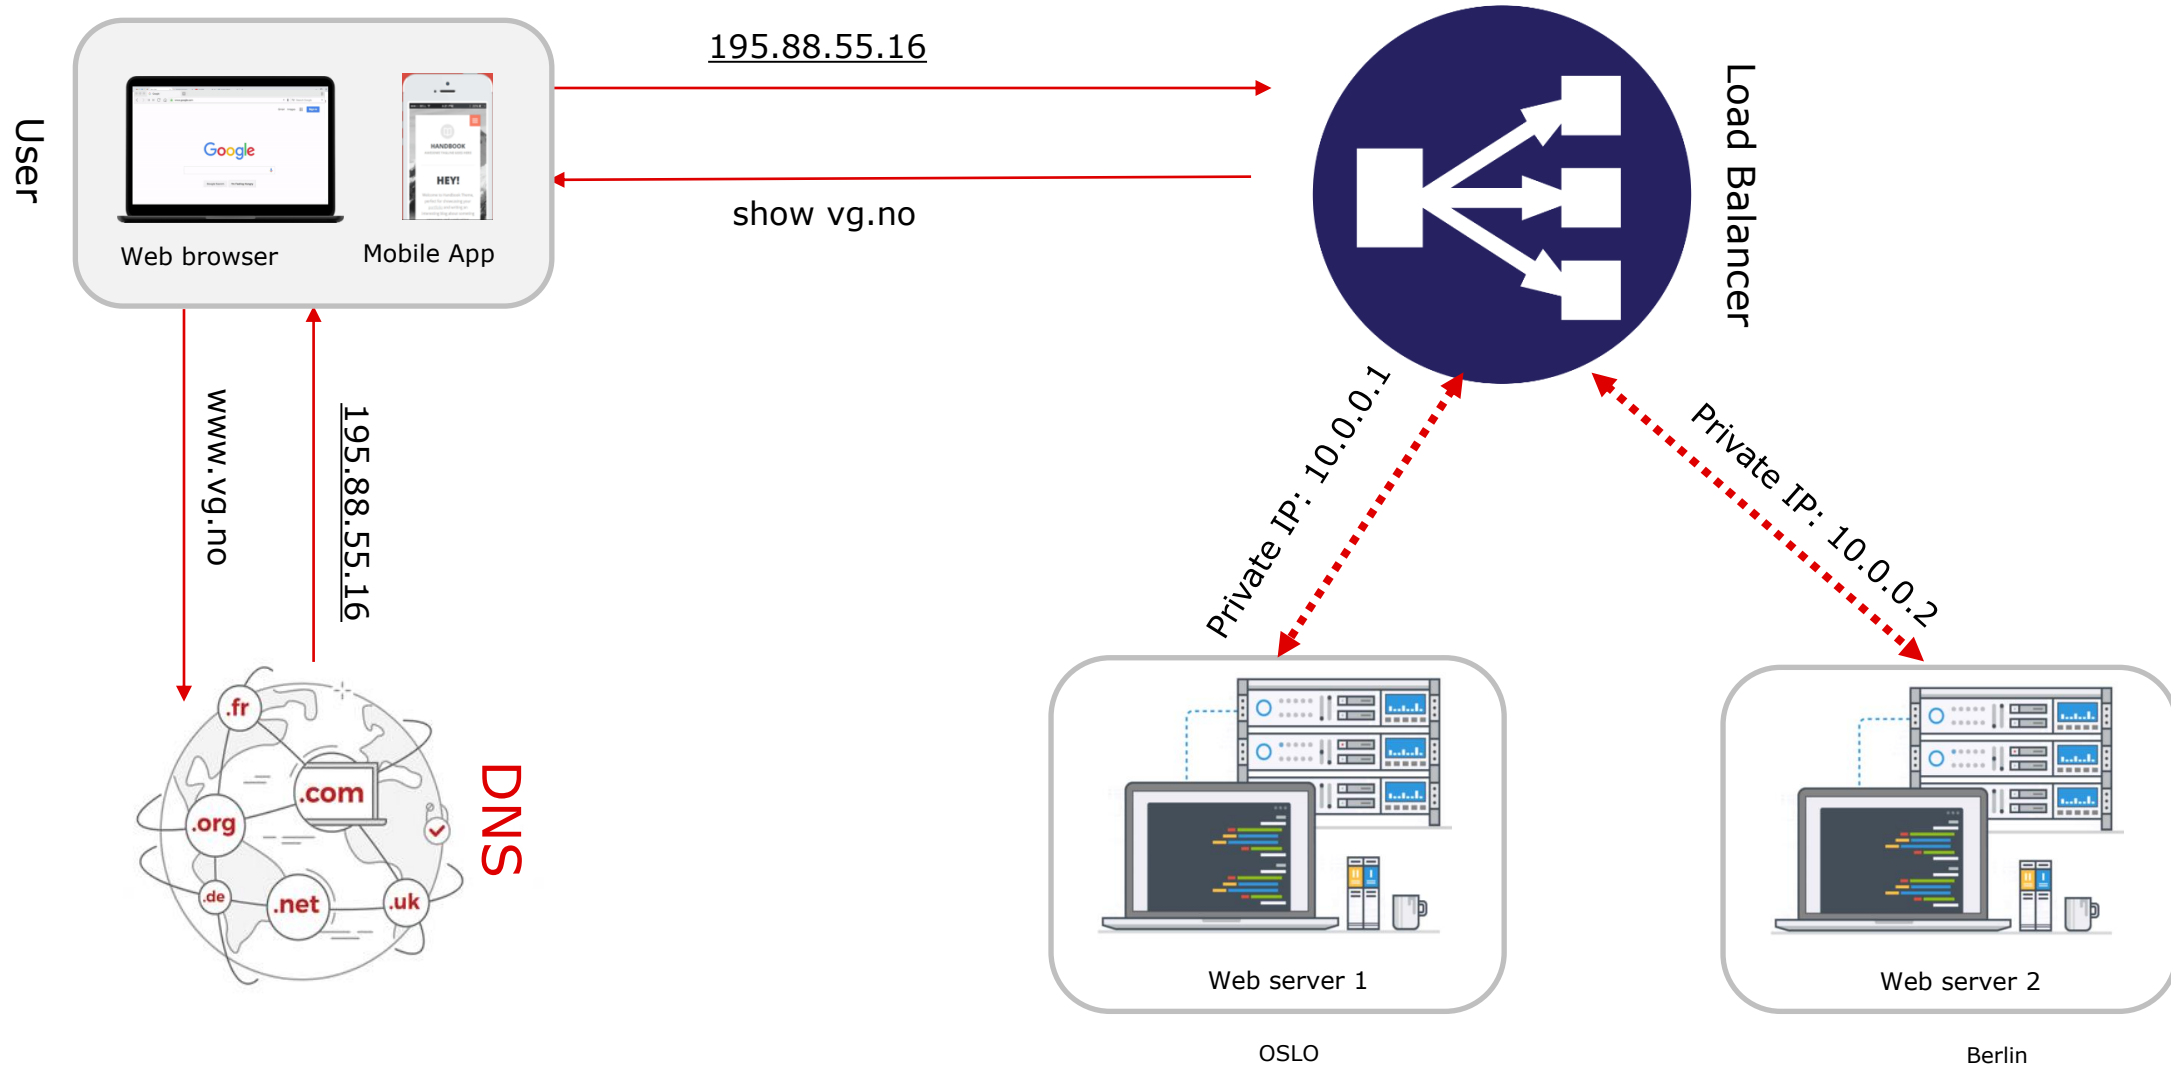 User
Google
HANDBOOK
HEY!
Web browser
Mobile App
195.88.55.16
show vg.no
Load Balancer
www.vg.no
195.88.55.16
Private IP: 10.0.0.1
Private IP: 10.0.0.2
.fr
.com
.org
.de
.net
.uk
DNS
II I
Web server 1
OSLO
II I
Web server 2
Berlin